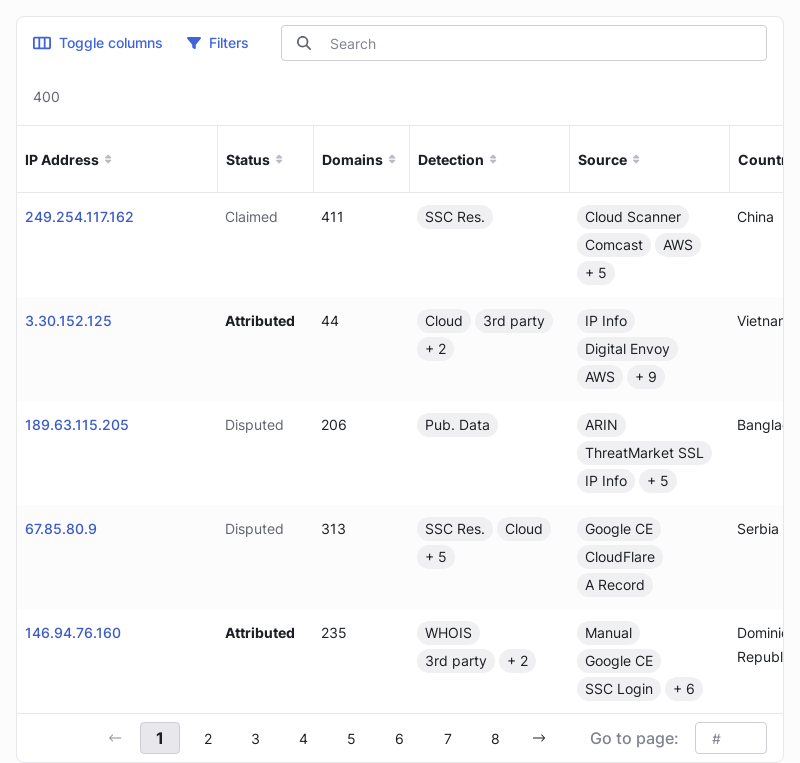 Toggle columns Filters Search
400
IP Address Status Domains Detection Source Countr
249.254.117.162 Claimed 411 SSC Res. Cloud Scanner China
Comcast AWS
+ 5
3.30.152.125 Attributed 44 Cloud 3rd party IP Info Vietnar
+ 2 Digital Envoy
AWS + 9
189.63.115.205 Disputed 206 Pub. Data ARIN Bangla
ThreatMarket SSL
IP Info + 5
67.85.80.9 Disputed 313 SSC Res. Cloud Google CE Serbia
+ 5 CloudFlare
A Record
146.94.76.160 Attributed 235 WHOIS Manual Domini
3rd party + 2 Google CE Republ
SSC Login + 6
← 1 2 3 4 5 6 7 8 → Go to page: #